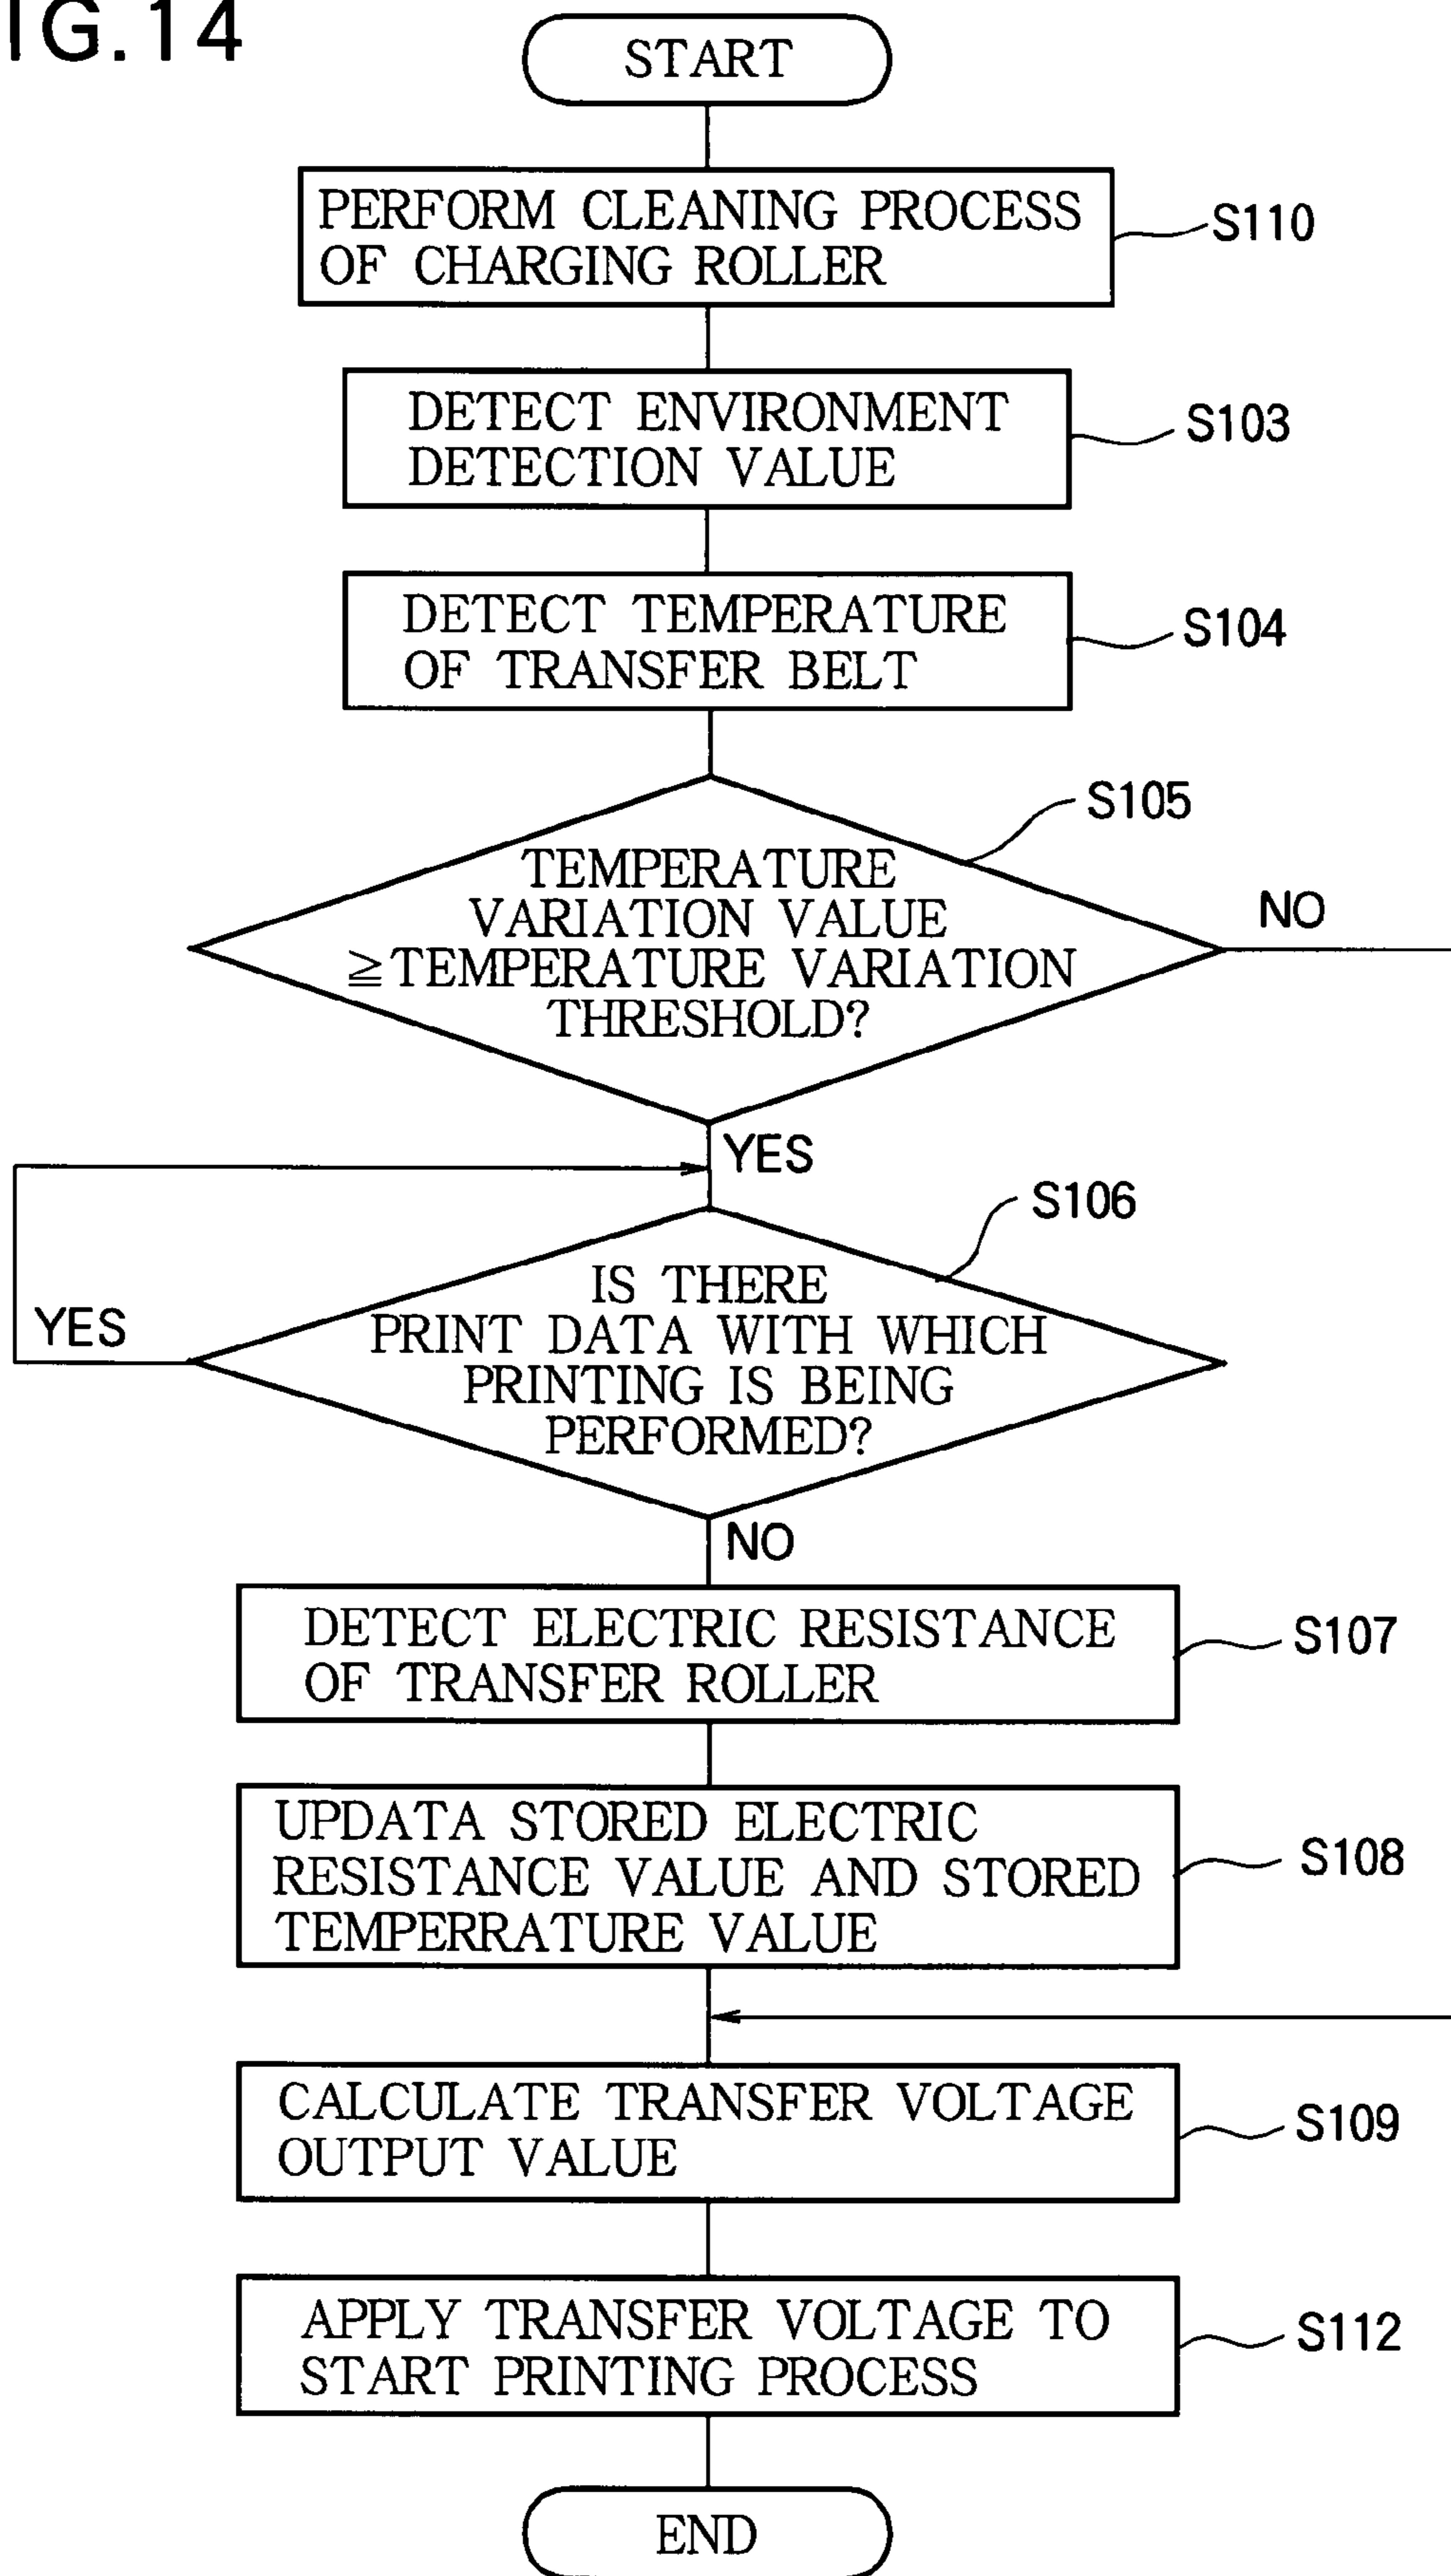 IG.14
START
PERFORM CLEANING PROCESS
OF CHARGING ROLLER
S110
DETECT ENVIRONMENT
DETECTION VALUE
S103
DETECT TEMPERATURE
OF TRANSFER BELT
S104
S105
TEMPERATURE
VARIATION VALUE
≧TEMPERATURE VARIATION
THRESHOLD?
NO
YES
S106
IS THERE
PRINT DATA WITH WHICH
PRINTING IS BEING
PERFORMED?
YES
NO
DETECT ELECTRIC RESISTANCE
OF TRANSFER ROLLER
S107
UPDATA STORED ELECTRIC
RESISTANCE VALUE AND STORED
TEMPERRATURE VALUE
S108
CALCULATE TRANSFER VOLTAGE
OUTPUT VALUE
S109
APPLY TRANSFER VOLTAGE TO
START PRINTING PROCESS
S112
END